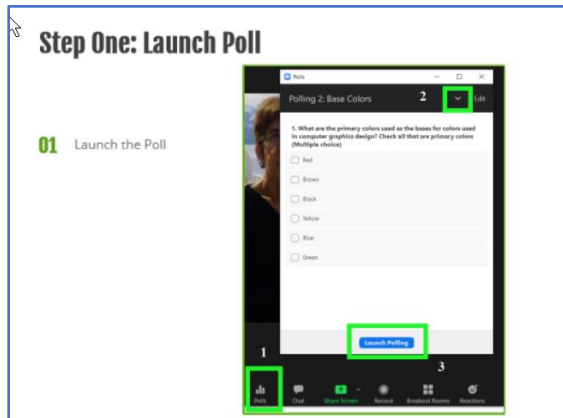 Step One: Launch Poll
01 Launch the Poll
Polls
Polling 2: Base Colors 2 Edit
1. What are the primary colors used as the bases for colors used
in computer graphics design? Check all that are primary colors
(Multiple choice)
Red
Brown
Black
Yellow
Blue
Green
Launch Polling
1
3
Polls Chat Share Screen Record Breakout Rooms Reactions